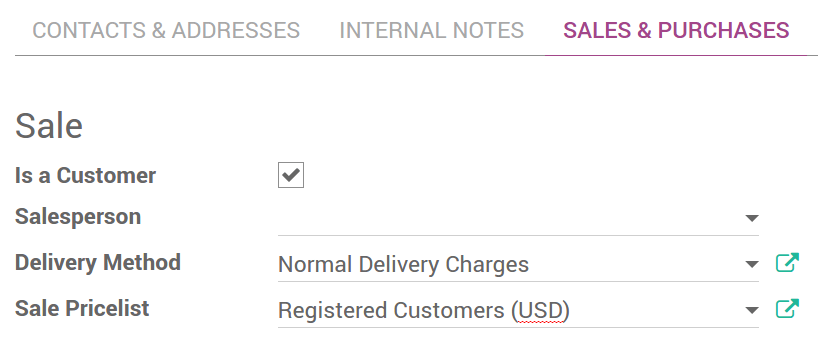 CONTACTS & ADDRESSES INTERNAL NOTES SALES & PURCHASES
Sale
Is a Customer
Salesperson
Delivery Method Normal Delivery Charges
Sale Pricelist Registered Customers (USD)